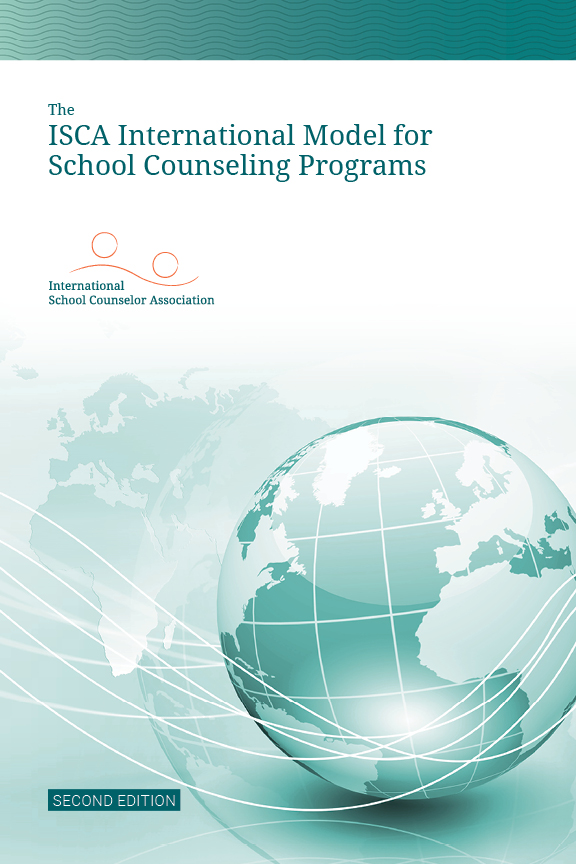 The
ISCA International Model for
School Counseling Programs
International
School Counselor Association
SECOND EDITION